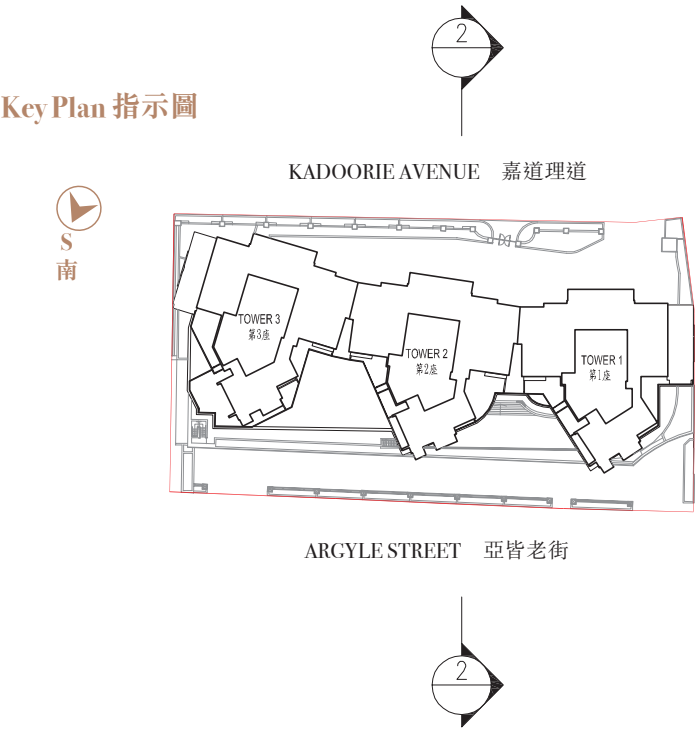 2
Key Plan 指示圖
KADOORIE AVENUE 嘉道理道
S
南
TOWER 3
第3座
TOWER 2
第2座
TOWER 1
第1座
ARGYLE STREET 亞皆老街
2